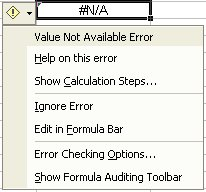 #N/A
Value Not Available Error
Help on this error
Show Calculation Steps...
Ignore Error
Edit in Formula Bar
Error Checking Options...
Show Formula Auditing Toolbar